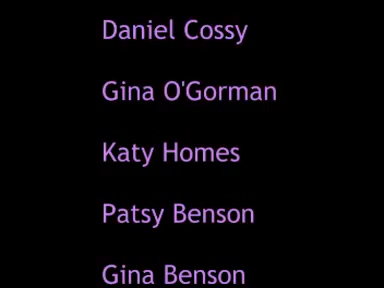 Daniel Cossy
Gina O'Gorman
Katy Homes
Patsy Benson
Gina Benson